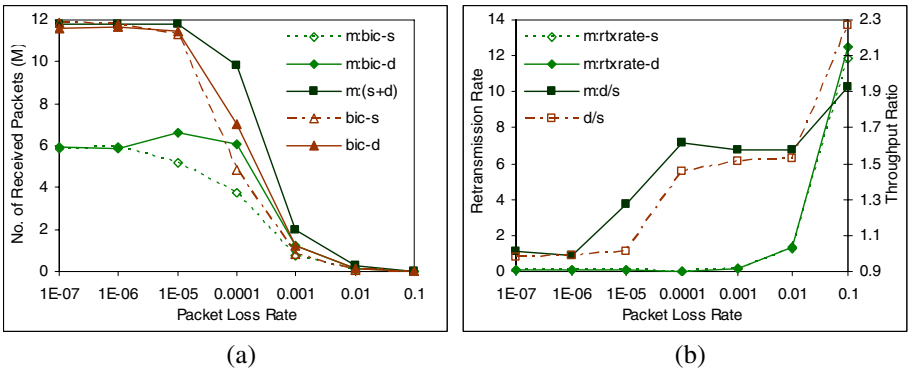 12
10
8
6
4
2
0
No. of Received Packets (M)
m:bic-s
m:bic-d
m:(s+d)
bic-s
bic-d
1E-07 1E-06 1E-05 0.0001 0.001 0.01 0.1
Packet Loss Rate
(a)
14
12
10
8
6
4
2
0
Retransmission Rate
m:rtxrate-s
m:rtxrate-d
m:d/s
d/s
2.3
2.1
1.9
1.7
1.5
1.3
1.1
0.9
Throughput Ratio
1E-07 1E-06 1E-05 0.0001 0.001 0.01 0.1
Packet Loss Rate
(b)